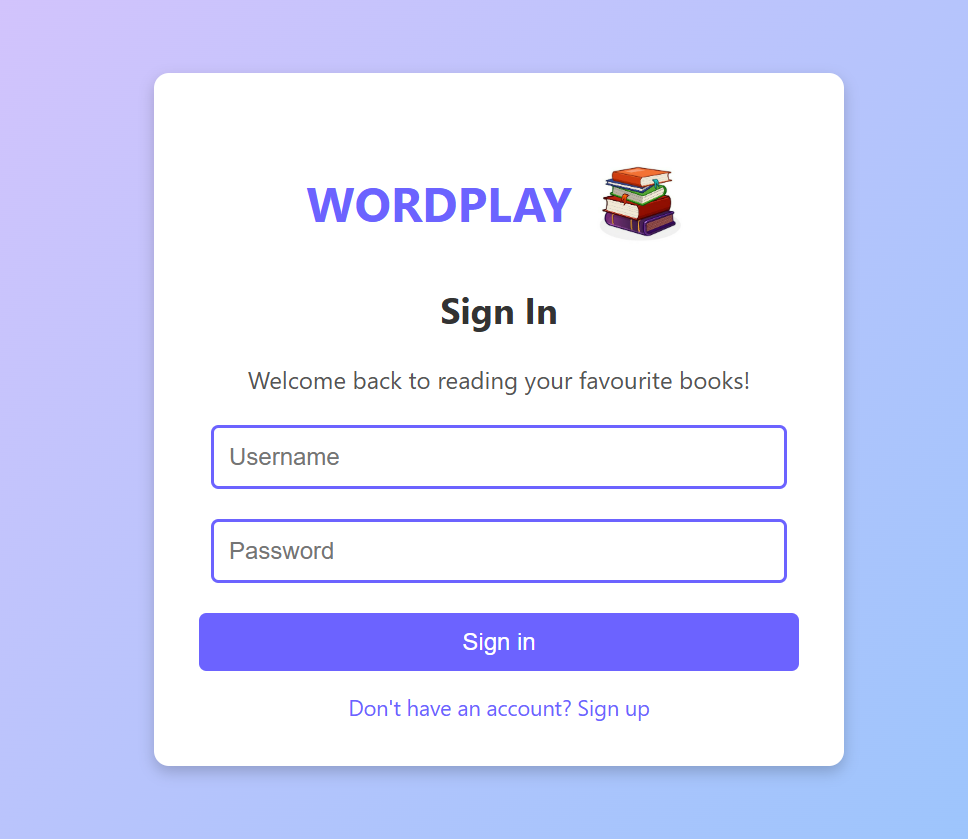 WORDPLAY
Sign In
Welcome back to reading your favourite books!
Username
Password
Sign in
Don't have an account? Sign up